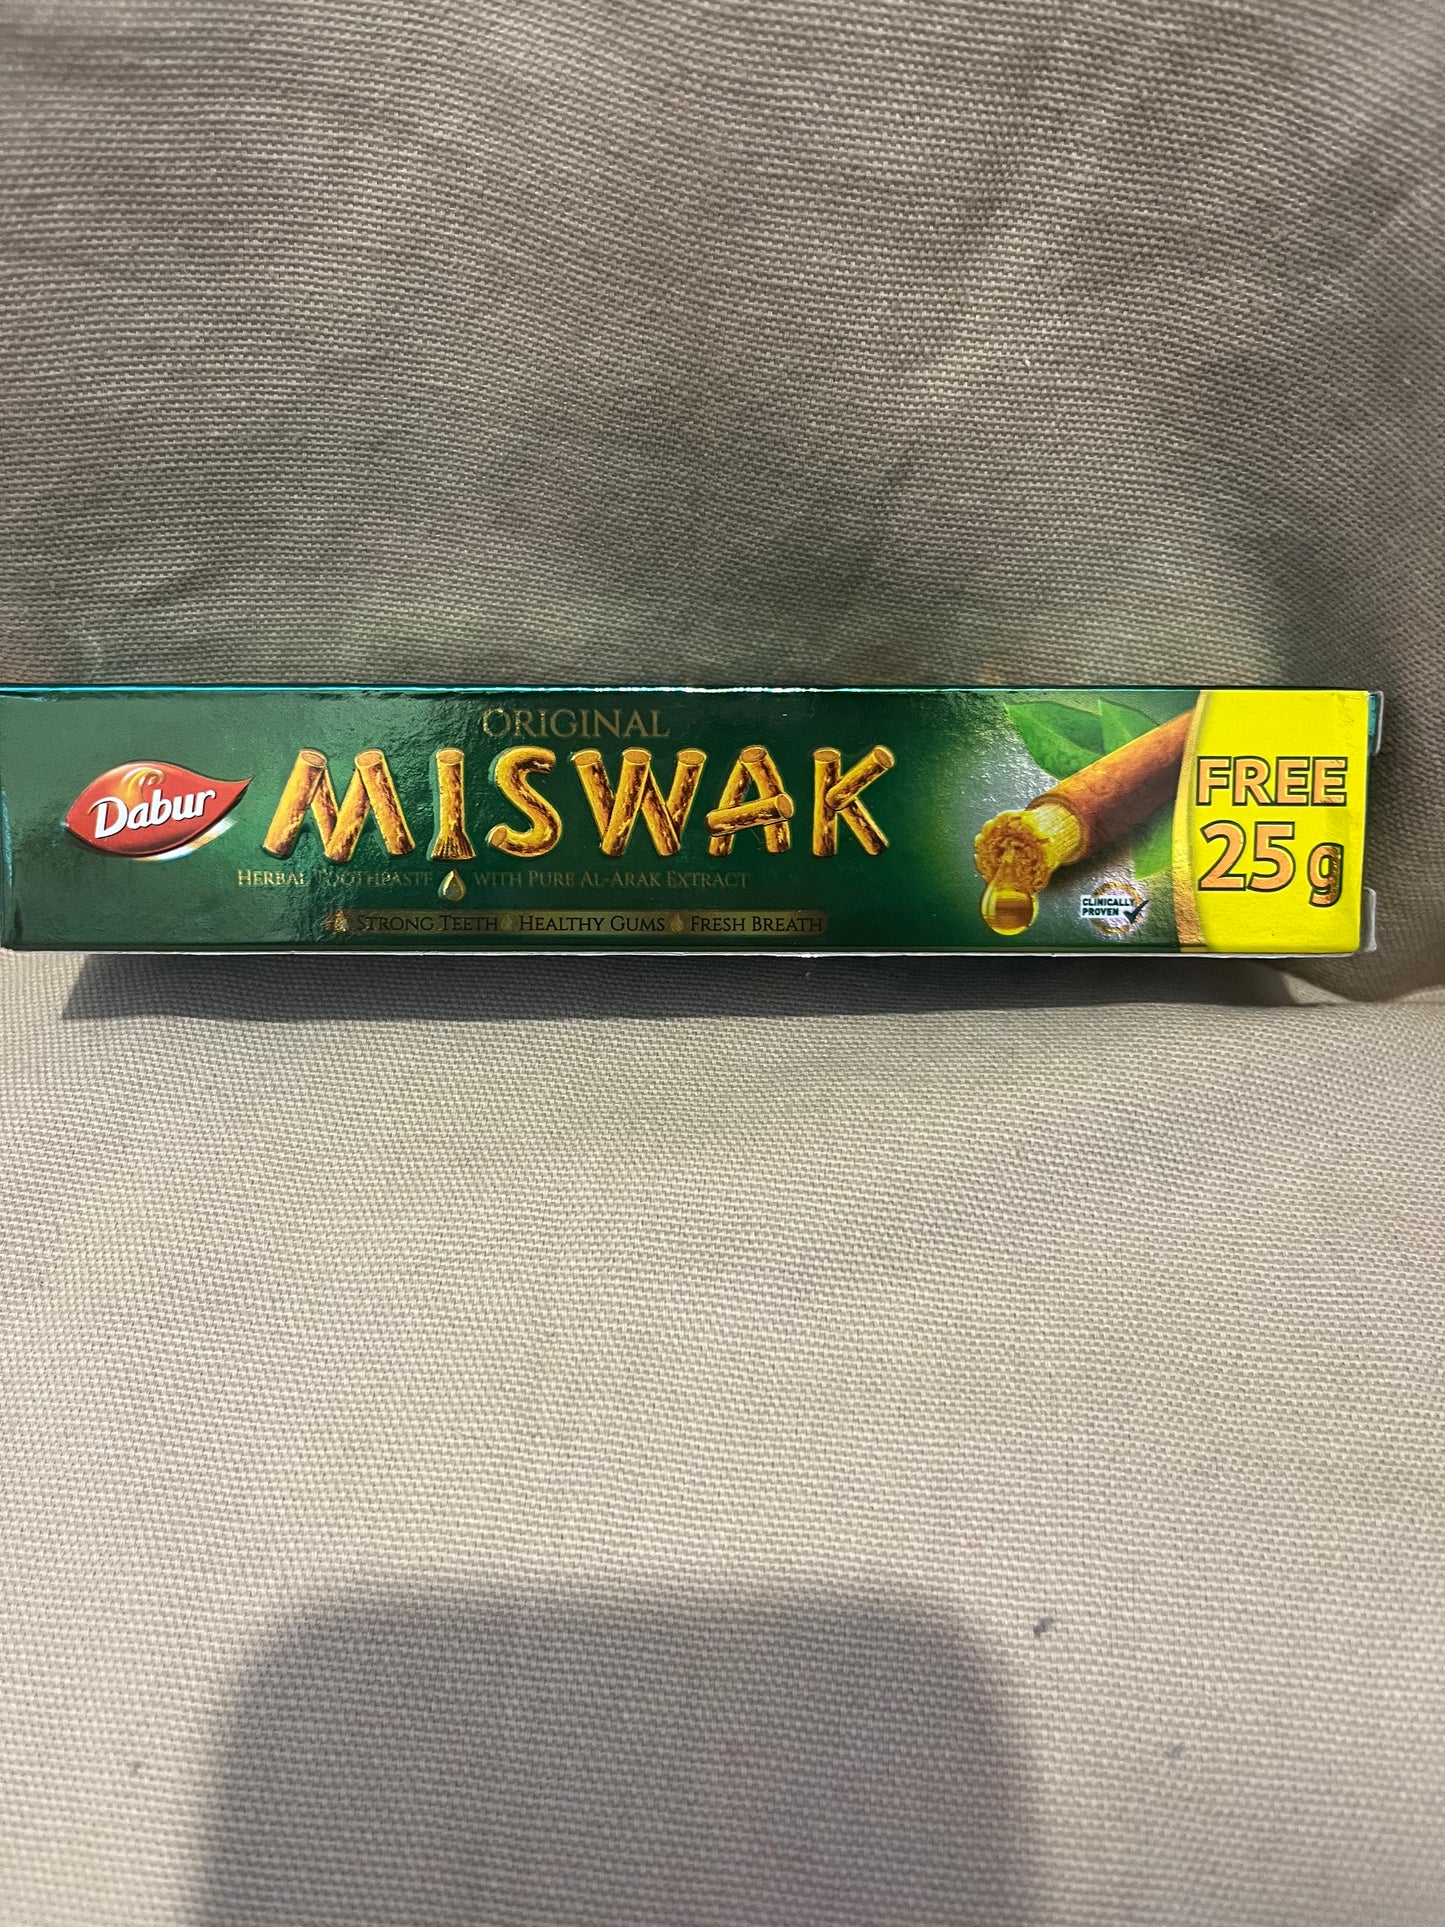 ORIGINAL
Dabur
MISWAK
HERBAL TOOTHPASTE WITH PURE AL-ARAK EXTRACT
STRONG TEETH HEALTHY GUMS FRESH BREATH
CLINICALLY
PROVEN
FREE
25 g